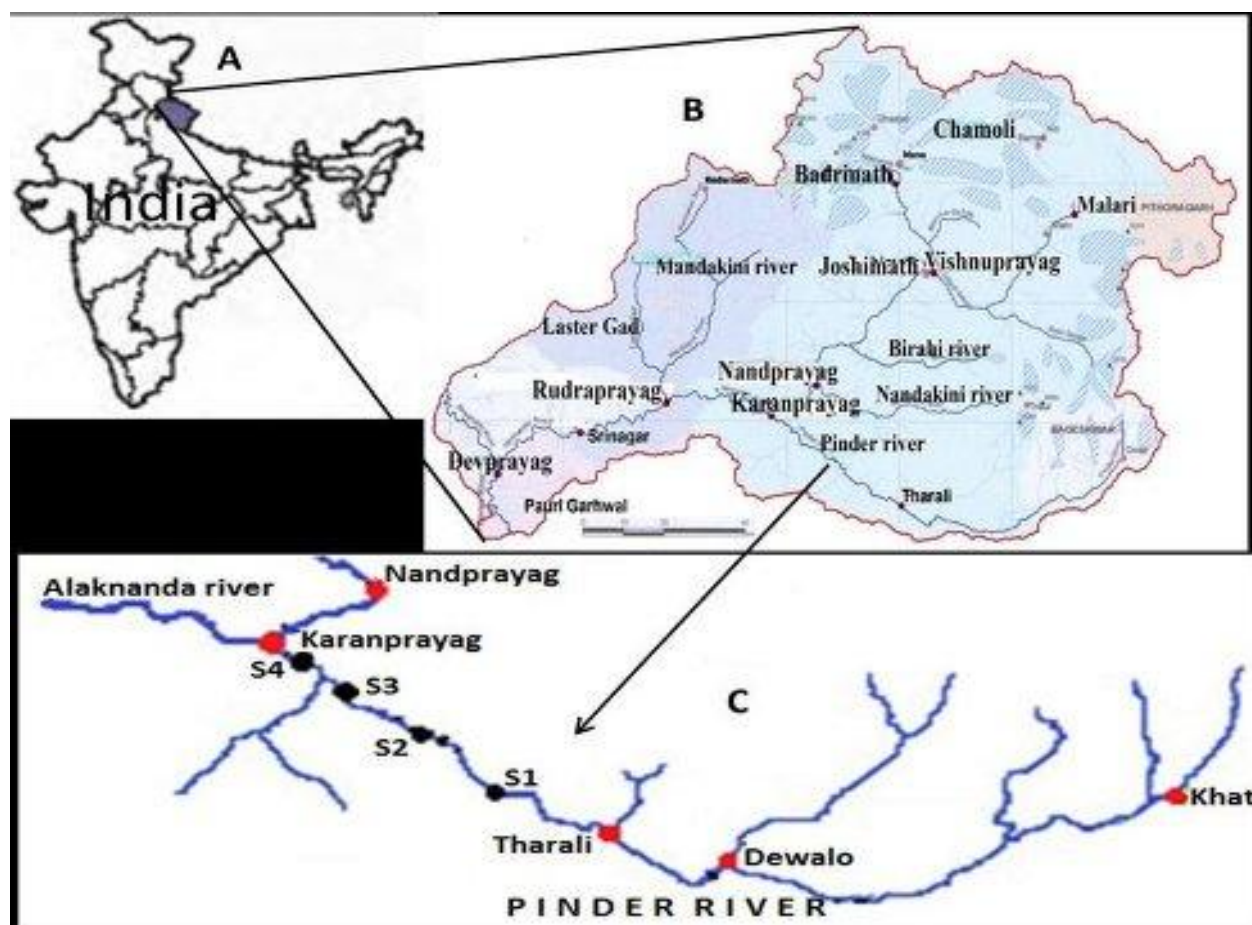 A
India
B
Chamoli
Badrinath
Malari
PITHORAGARH
Mandakini river
Joshimath
Vishnuprayag
Laster Gad
Birahi river
Nandprayag
Rudraprayag
Nandakini river
Karanprayag
Srinagar
Pinder river
Devprayag
Tharali
Pauri Garhwal
Alaknanda river
Nandprayag
Karanprayag
S4
S3
C
S2
S1
Khat
Tharali
Dewalo
PINDER RIVER